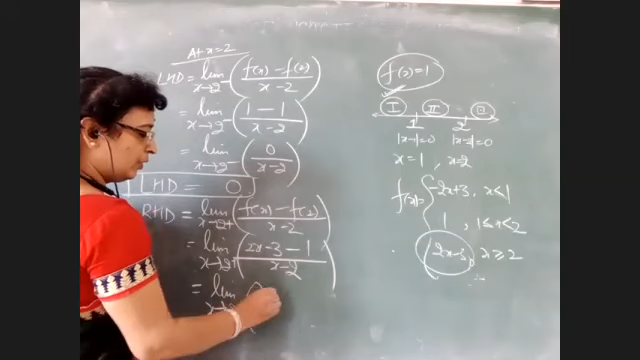 At x=2
LHD = lim x→2⁻ (f(x) − f(2) / x−2)
= lim x→2⁻ (1 − 1 / x−2)
= lim x→2⁻ (0 / x−2)
LHD = 0
RHD = lim x→2⁺ (f(x) − f(2) / x−2)
= lim x→2⁺ (2x−3 − 1 / x−2)
= lim
f(2)=1
I II III
1 2
|x−1|=0 |x−2|=0
x=1, x=2
f(x)= { −2x+3, x<1
1, 1≤x<2
2x−3, x≥2